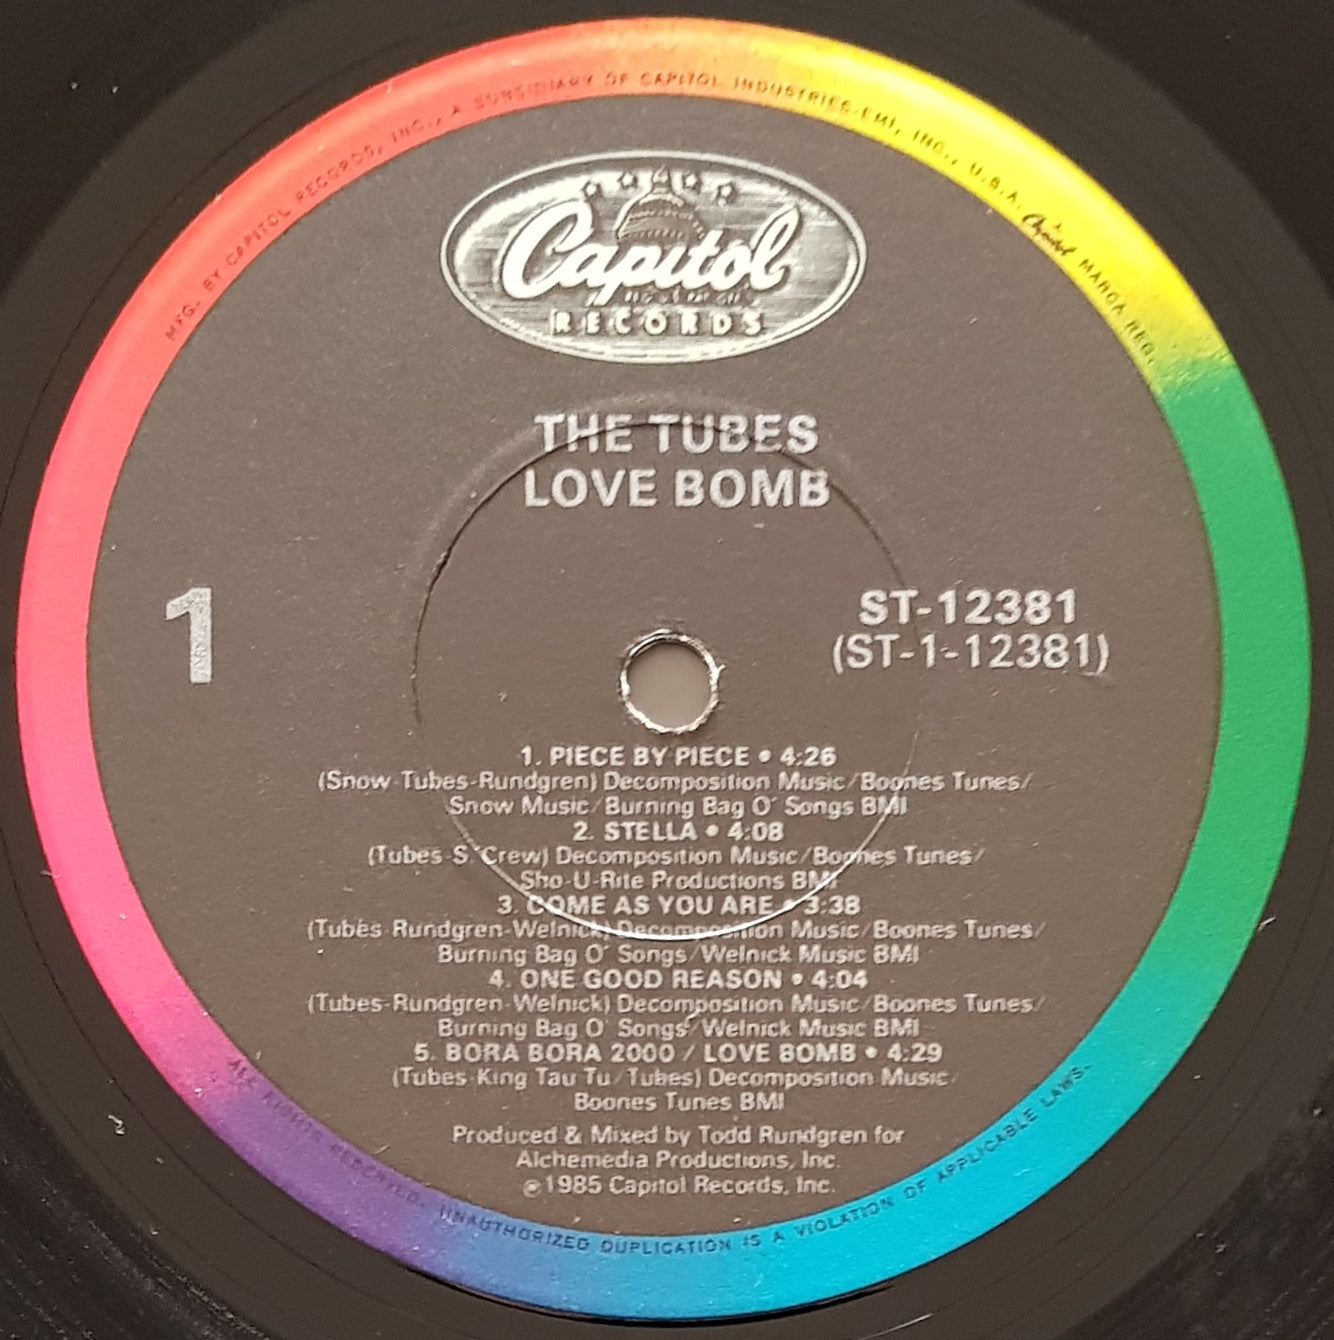 MFG. BY CAPITOL RECORDS, INC., A SUBSIDIARY OF CAPITOL INDUSTRIES-EMI, INC., U.S.A. Capitol MARCA REG.
Capitol
RECORDS
THE TUBES
LOVE BOMB
1
ST-12381
(ST-1-12381)
1. PIECE BY PIECE • 4:26
(Snow-Tubes-Rundgren) Decomposition Music/Boones Tunes/
Snow Music/Burning Bag O' Songs BMI
2. STELLA • 4:08
(Tubes-S. Crew) Decomposition Music/Boones Tunes/
Sho-U-Rite Productions BMI
3. COME AS YOU ARE • 3:38
(Tubes-Rundgren-Welnick) Decomposition Music/Boones Tunes/
Burning Bag O' Songs/Welnick Music BMI
4. ONE GOOD REASON • 4:04
(Tubes-Rundgren-Welnick) Decomposition Music/Boones Tunes/
Burning Bag O' Songs/Welnick Music BMI
5. BORA BORA 2000 / LOVE BOMB • 4:29
(Tubes-King Tau Tu/Tubes) Decomposition Music/
Boones Tunes BMI
Produced & Mixed by Todd Rundgren for
Alchemedia Productions, Inc.
℗1985 Capitol Records, Inc.
ALL RIGHTS RESERVED. UNAUTHORIZED DUPLICATION IS A VIOLATION OF APPLICABLE LAWS.